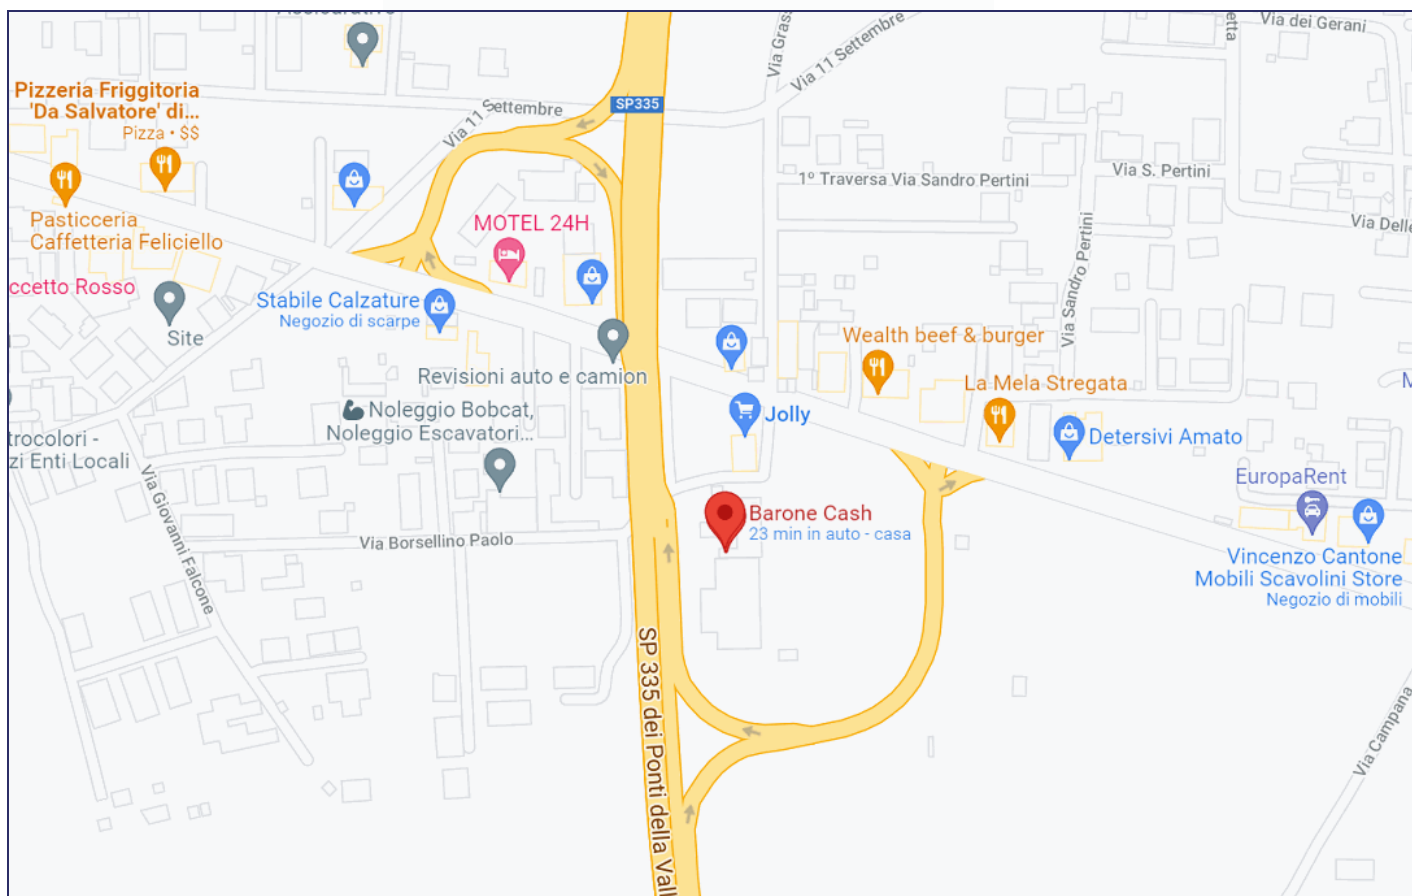 Via dei Gerani
Via Grass
Via 11 Settembre
Pizzeria Friggitoria
'Da Salvatore' di...
Pizza • $$
Via 11 Settembre
SP335
1º Traversa Via Sandro Pertini
Via S. Pertini
Pasticceria
Caffetteria Feliciello
MOTEL 24H
Via Delle
Via Sandro Pertini
ccetto Rosso
Site
Stabile Calzature
Negozio di scarpe
Revisioni auto e camion
Wealth beef & burger
La Mela Stregata
M
Noleggio Bobcat,
Noleggio Escavatori...
Jolly
Detersivi Amato
trocolori -
zi Enti Locali
EuropaRent
Via Giovanni Falcone
Via Borsellino Paolo
Barone Cash
23 min in auto - casa
Vincenzo Cantone
Mobili Scavolini Store
Negozio di mobili
SP 335 dei Ponti della Vall
Via Campana